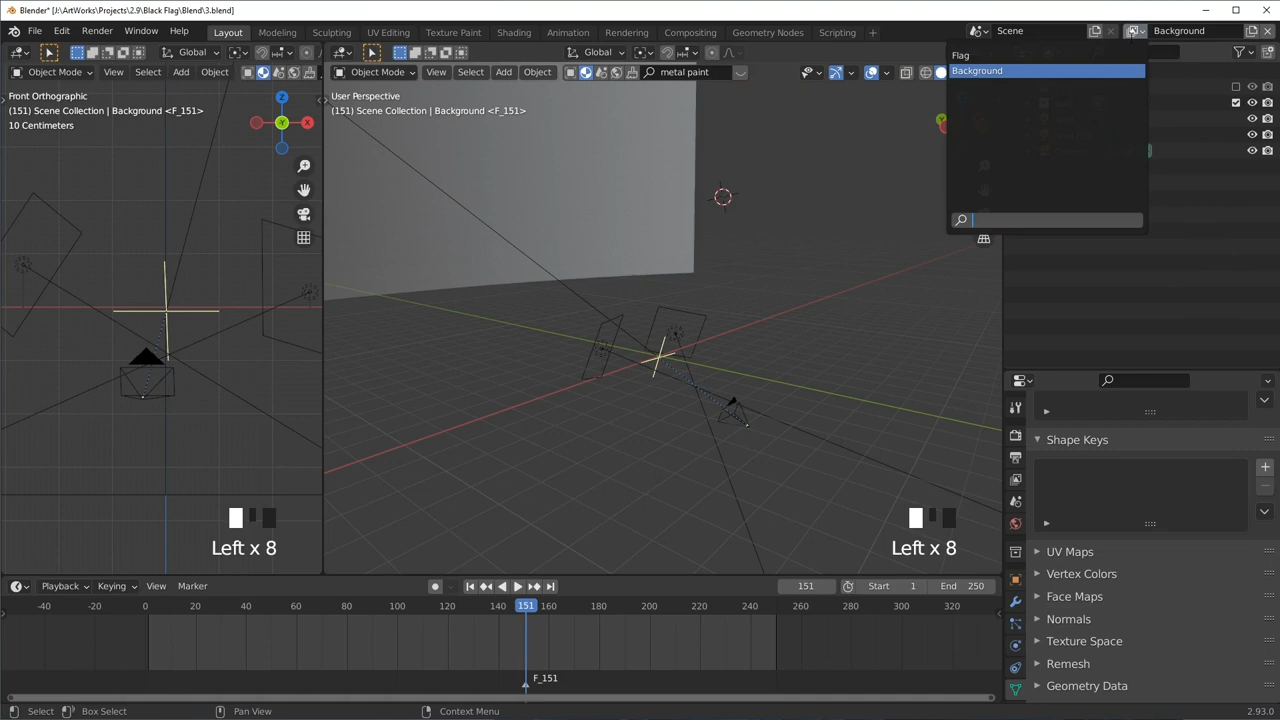 Blender* [J:\ArtWorks\Projects\2.9\Black Flag\Blend\3.blend]
File Edit Render Window Help Layout Modeling Sculpting UV Editing Texture Paint Shading Animation Rendering Compositing Geometry Nodes Scripting + Scene Background
Global Global
Flag
Object Mode View Select Add Object Object Mode View Select Add Object metal paint
Background
Front Orthographic User Perspective
(151) Scene Collection | Background <F_151> (151) Scene Collection | Background <F_151>
10 Centimeters
Z
Y X
Shape Keys
Left x 8 Left x 8
UV Maps
Vertex Colors
Playback Keying View Marker 151 Start 1 End 250
Face Maps
-40 -20 0 20 40 60 80 100 120 140 151 160 180 200 220 240 260 280 300 320
Normals
Texture Space
Remesh
F_151
Geometry Data
Select Box Select Pan View Context Menu 2.93.0